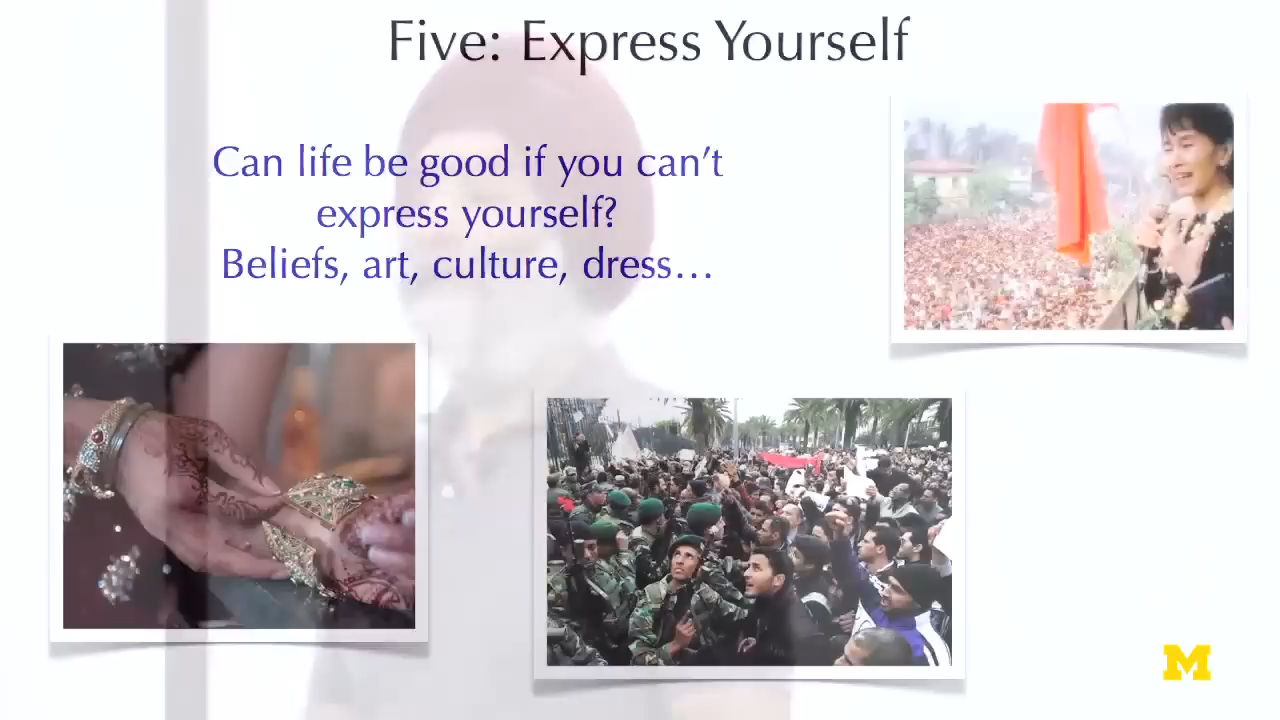 Five: Express Yourself
Can life be good if you can't
express yourself?
Beliefs, art, culture, dress…
M